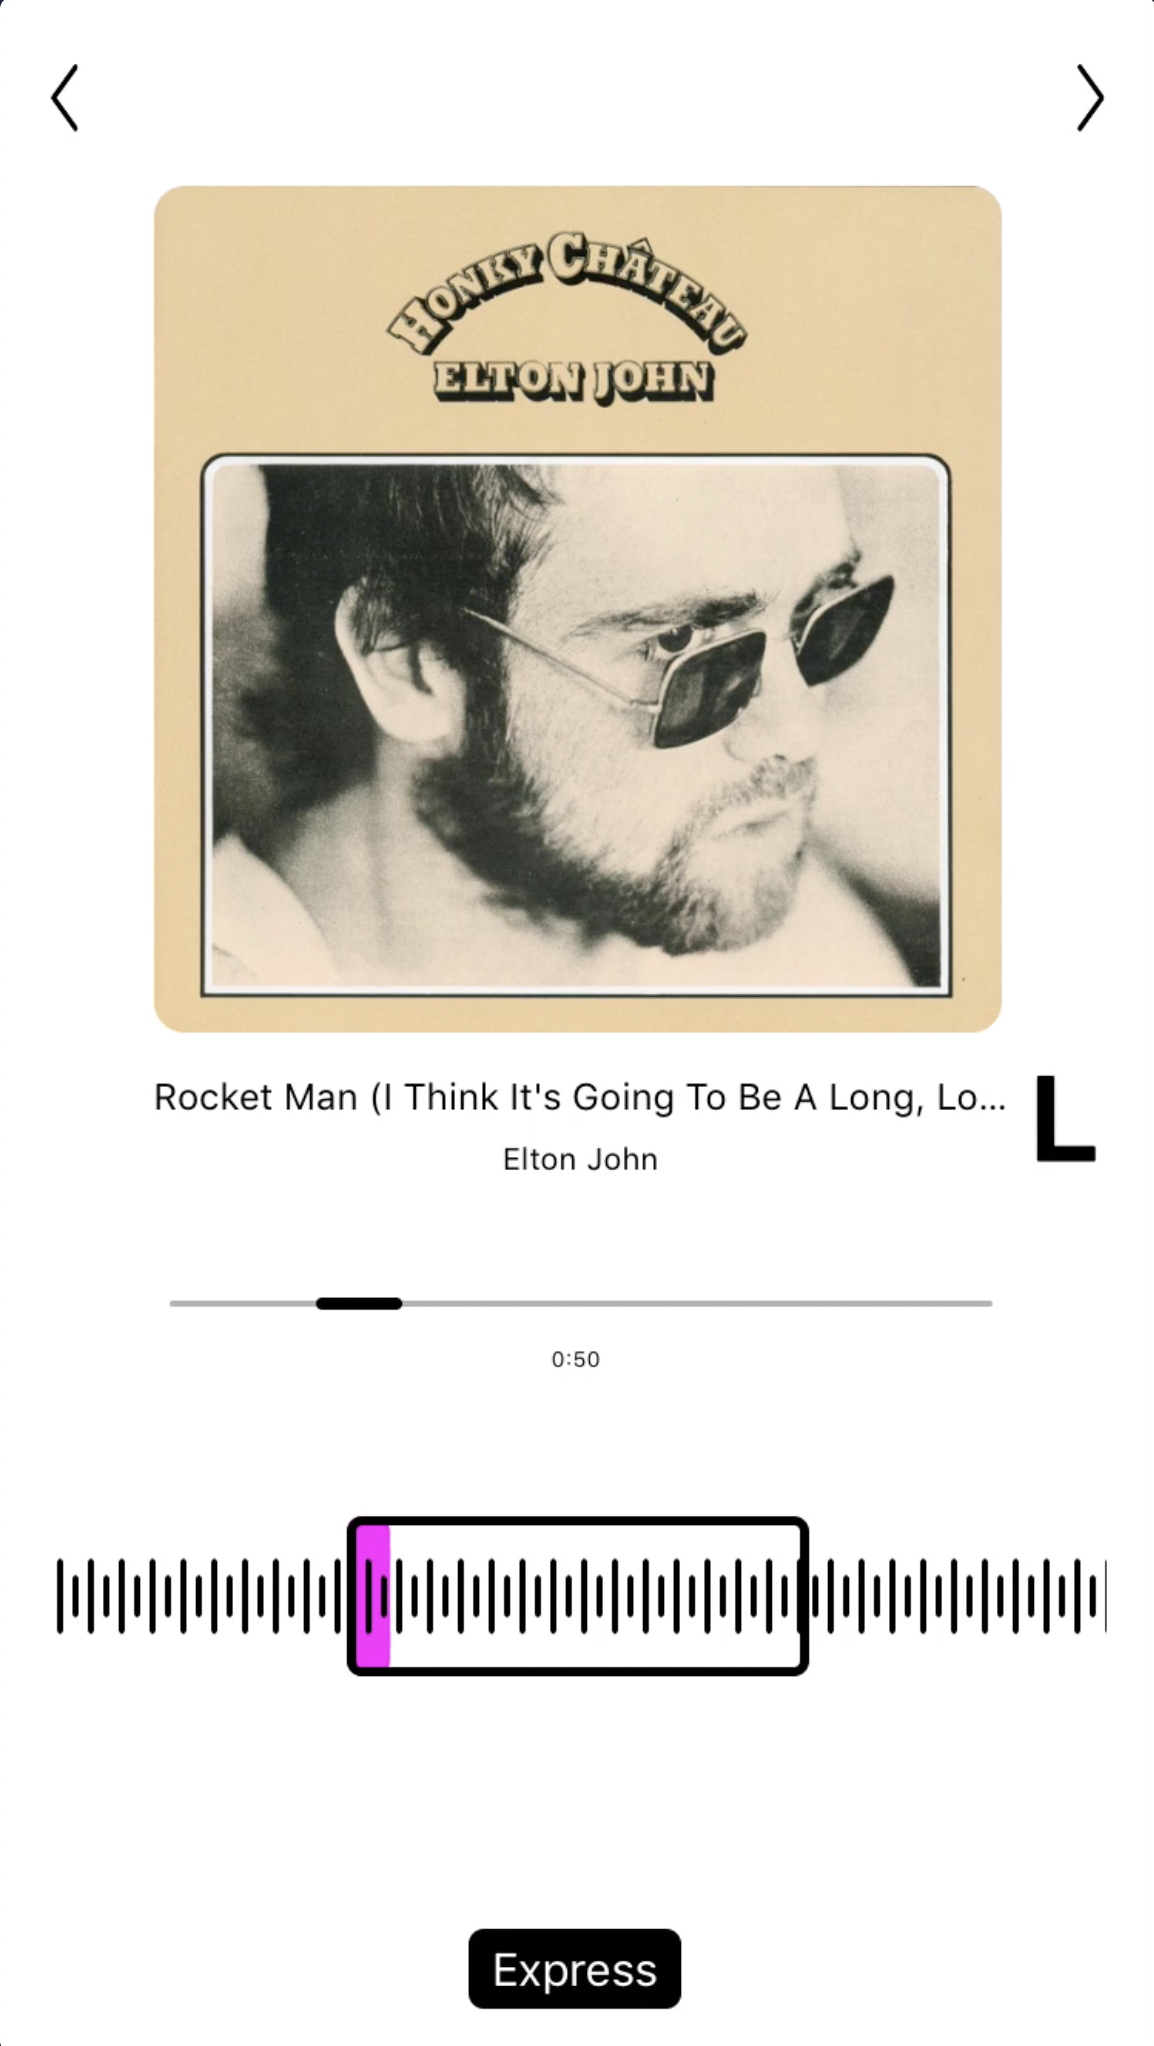 HONKY CHÂTEAU
ELTON JOHN
Rocket Man (I Think It's Going To Be A Long, Lo...
L
Elton John
0:50
Express